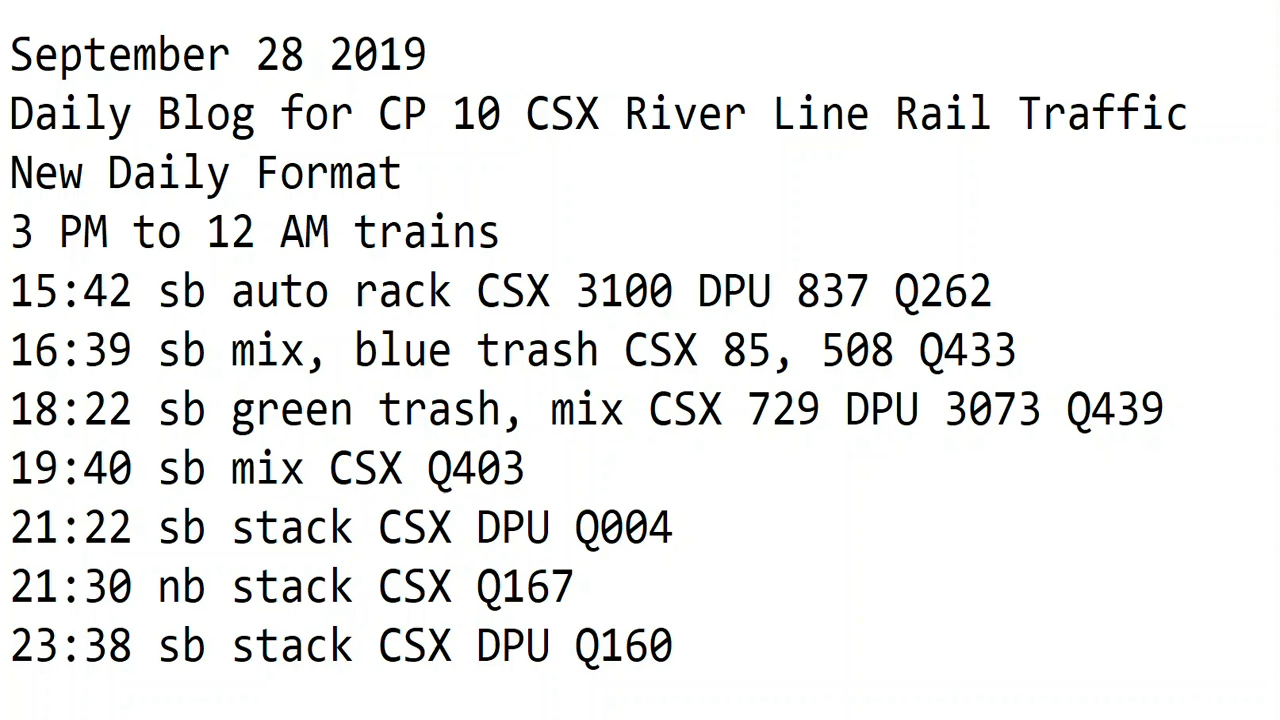 September 28 2019
Daily Blog for CP 10 CSX River Line Rail Traffic
New Daily Format
3 PM to 12 AM trains
15:42 sb auto rack CSX 3100 DPU 837 Q262
16:39 sb mix, blue trash CSX 85, 508 Q433
18:22 sb green trash, mix CSX 729 DPU 3073 Q439
19:40 sb mix CSX Q403
21:22 sb stack CSX DPU Q004
21:30 nb stack CSX Q167
23:38 sb stack CSX DPU Q160